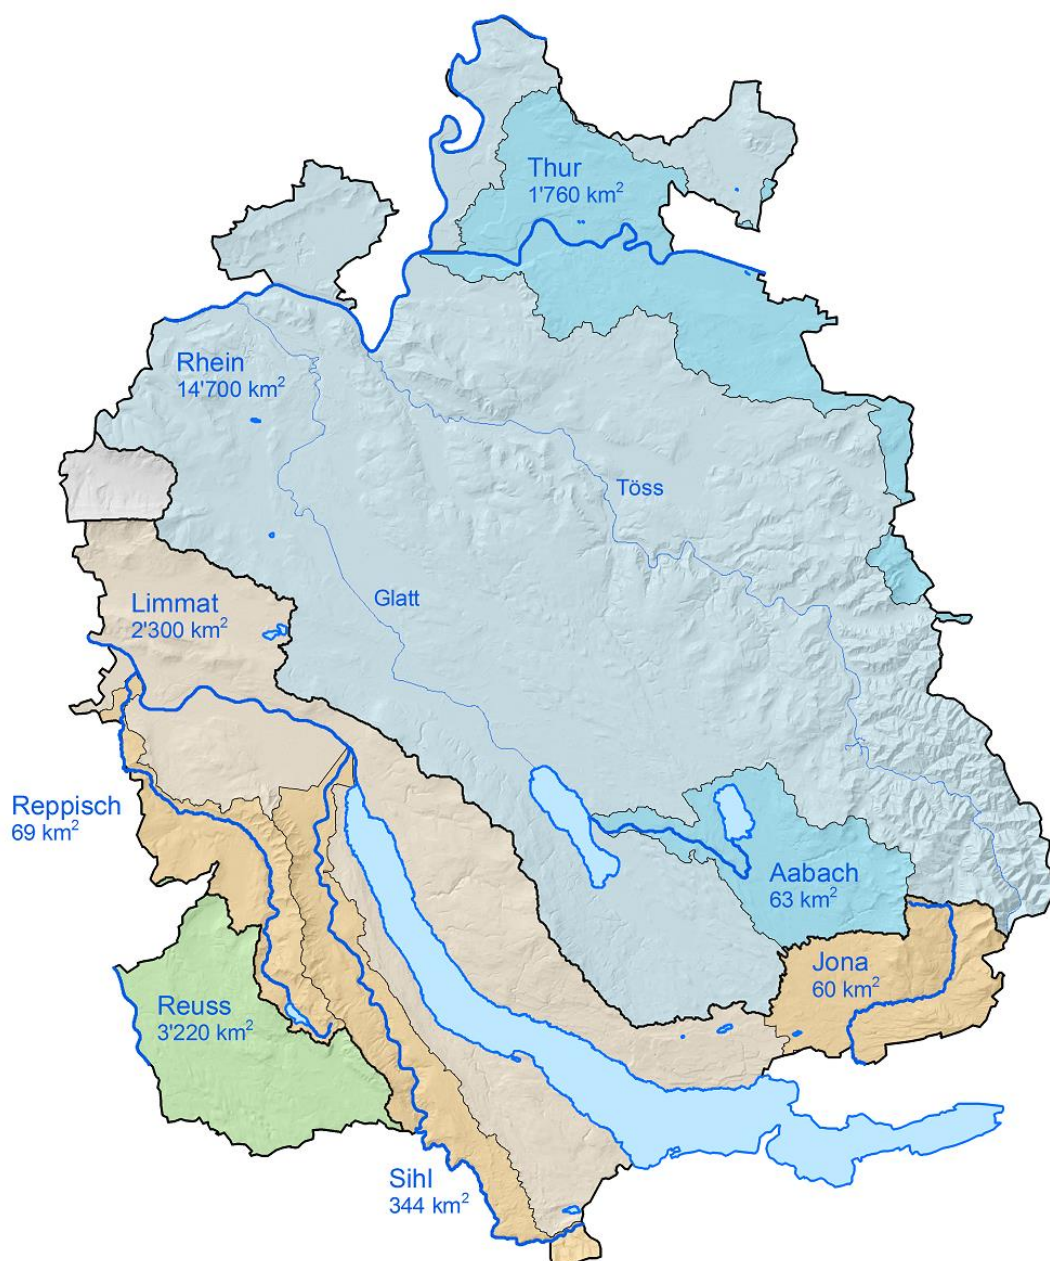 Thur
1'760 km²
Rhein
14'700 km²
Töss
Glatt
Limmat
2'300 km²
Reppisch
69 km²
Aabach
63 km²
Jona
60 km²
Reuss
3'220 km²
Sihl
344 km²